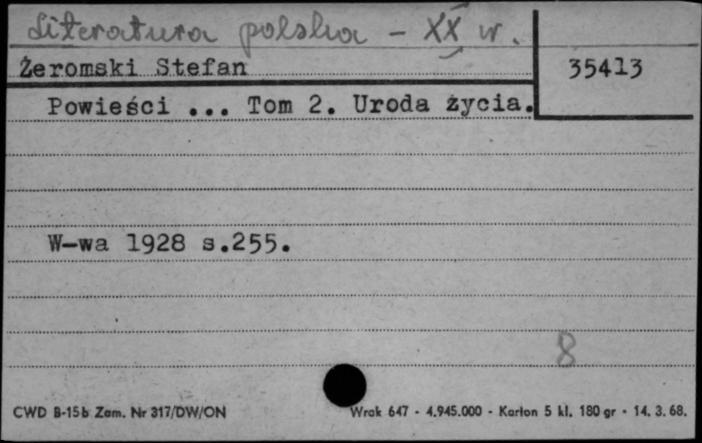 Literatura polska - XX w.
Żeromski Stefan
35413
Powieści ... Tom 2. Uroda życia.
W-wa 1928 s.255.
8
CWD B-15b Zam. Nr 317/DW/ON
Wrok 647 - 4.945.000 - Karton 5 kl. 180 gr - 14. 3. 68.